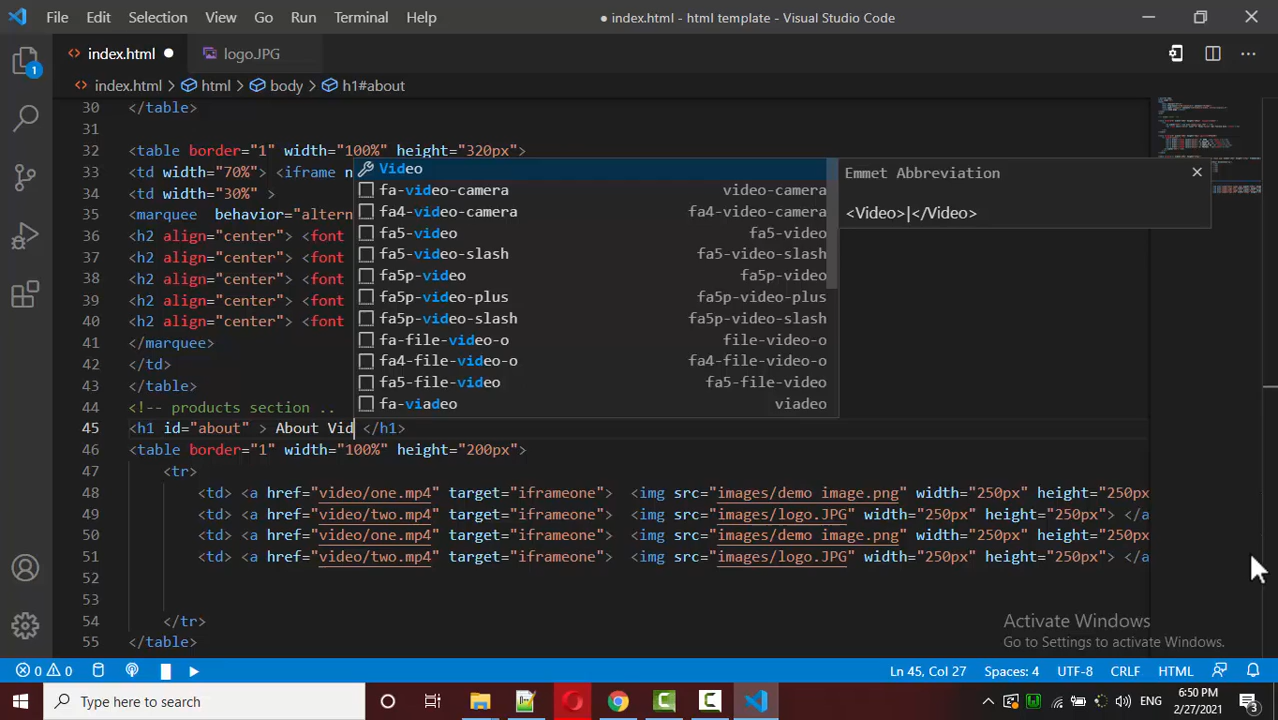 File Edit Selection View Go Run Terminal Help ● index.html - html template - Visual Studio Code
1
index.html ● logo.JPG
index.html > html > body > h1#about
30 </table>
31
32 <table border="1" width="100%" height="320px">
33 <td width="70%"> <iframe n
34 <td width="30%" >
35 <marquee behavior="altern
36 <h2 align="center"> <font
37 <h2 align="center"> <font
38 <h2 align="center"> <font
39 <h2 align="center"> <font
40 <h2 align="center"> <font
41 </marquee>
42 </td>
43 </table>
44 <!-- products section ..
45 <h1 id="about" > About Vid </h1>
46 <table border="1" width="100%" height="200px">
47 <tr>
48 <td> <a href="video/one.mp4" target="iframeone"> <img src="images/demo image.png" width="250px" height="250px
49 <td> <a href="video/two.mp4" target="iframeone"> <img src="images/logo.JPG" width="250px" height="250px"> </a
50 <td> <a href="video/one.mp4" target="iframeone"> <img src="images/demo image.png" width="250px" height="250px
51 <td> <a href="video/two.mp4" target="iframeone"> <img src="images/logo.JPG" width="250px" height="250px"> </a
52
53
54 </tr>
55 </table>
Video
fa-video-camera video-camera
fa4-video-camera fa4-video-camera
fa5-video fa5-video
fa5-video-slash fa5-video-slash
fa5p-video fa5p-video
fa5p-video-plus fa5p-video-plus
fa5p-video-slash fa5p-video-slash
fa-file-video-o file-video-o
fa4-file-video-o fa4-file-video-o
fa5-file-video fa5-file-video
fa-viadeo viadeo
Emmet Abbreviation
<Video>|</Video>
Activate Windows
Go to Settings to activate Windows.
0 0 Ln 45, Col 27 Spaces: 4 UTF-8 CRLF HTML
Type here to search ENG 6:50 PM
2/27/2021 3